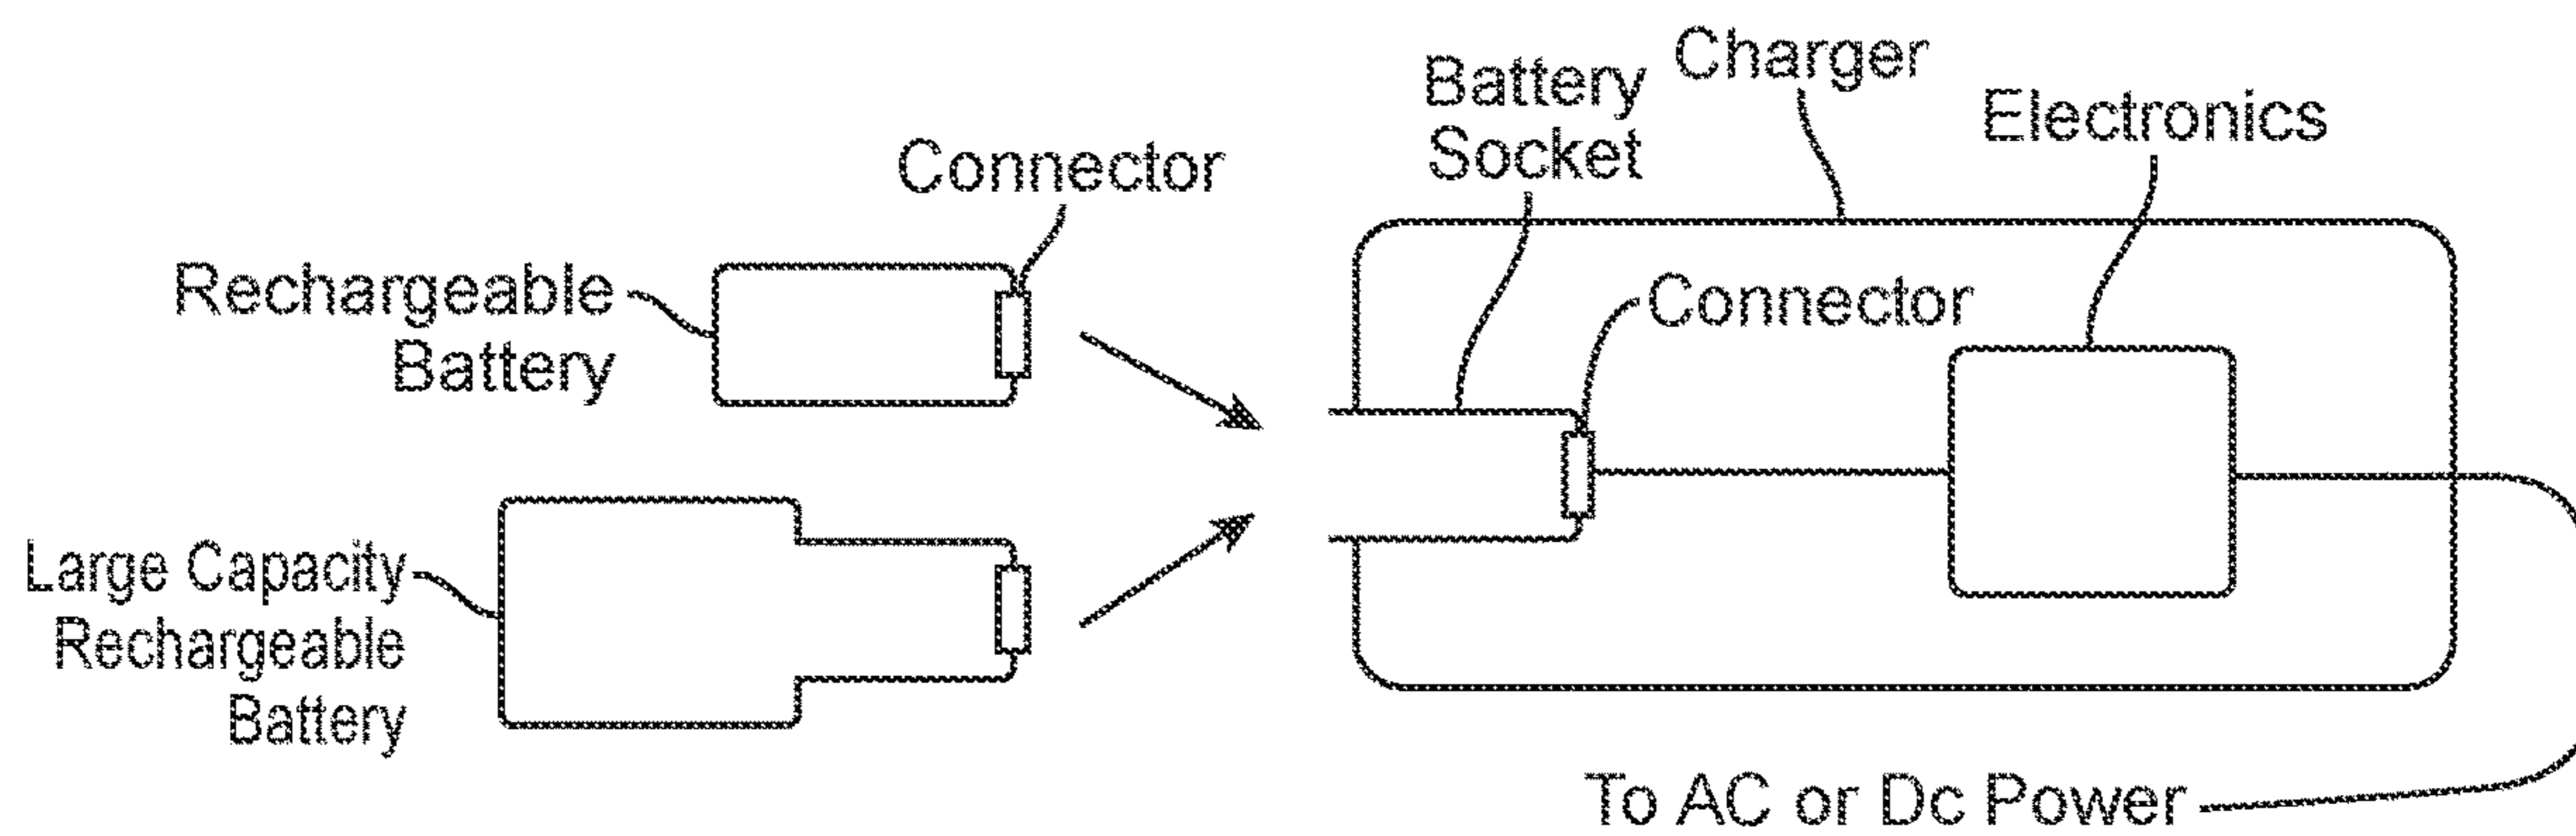 Charger
Battery
Socket
Electronics
Connector
Rechargeable
Battery
Connector
Large Capacity
Rechargeable
Battery
To AC or Dc Power